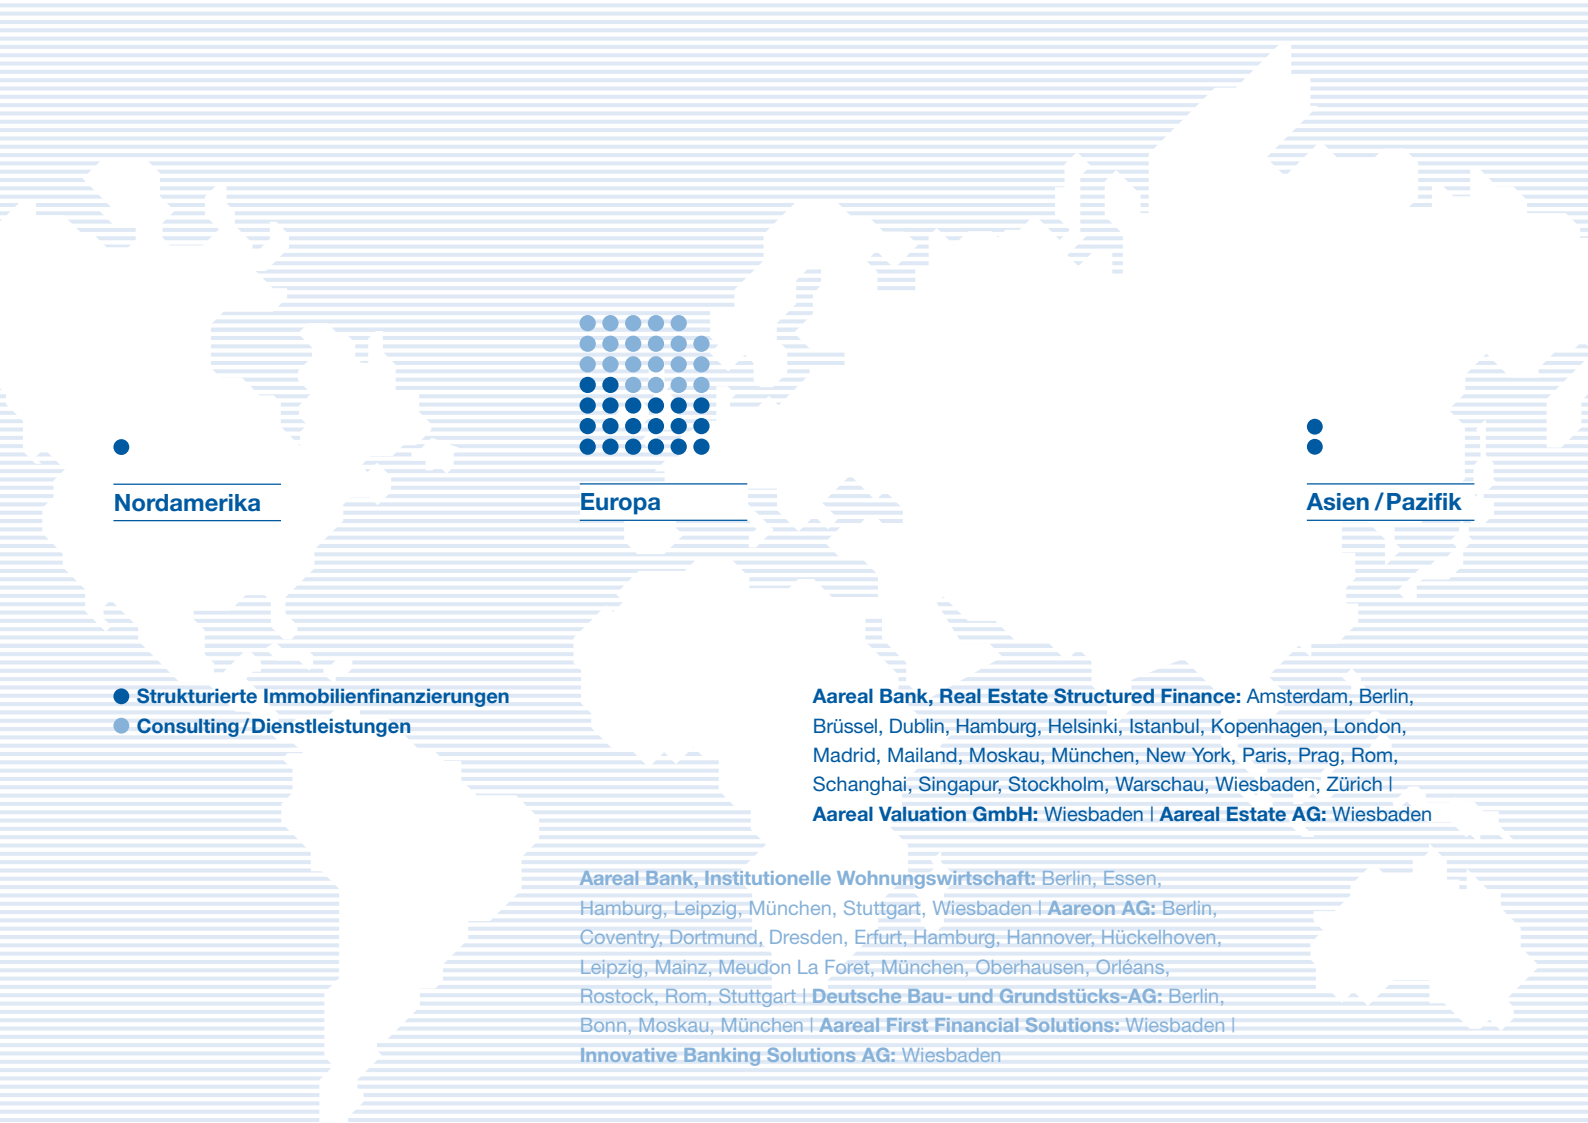 Nordamerika
Europa
Asien / Pazifik
Strukturierte Immobilienfinanzierungen
Consulting / Dienstleistungen
Aareal Bank, Real Estate Structured Finance: Amsterdam, Berlin,
Brüssel, Dublin, Hamburg, Helsinki, Istanbul, Kopenhagen, London,
Madrid, Mailand, Moskau, München, New York, Paris, Prag, Rom,
Schanghai, Singapur, Stockholm, Warschau, Wiesbaden, Zürich |
Aareal Valuation GmbH: Wiesbaden | Aareal Estate AG: Wiesbaden
Aareal Bank, Institutionelle Wohnungswirtschaft: Berlin, Essen,
Hamburg, Leipzig, München, Stuttgart, Wiesbaden | Aareon AG: Berlin,
Coventry, Dortmund, Dresden, Erfurt, Hamburg, Hannover, Hückelhoven,
Leipzig, Mainz, Meudon La Foret, München, Oberhausen, Orléans,
Rostock, Rom, Stuttgart | Deutsche Bau- und Grundstücks-AG: Berlin,
Bonn, Moskau, München | Aareal First Financial Solutions: Wiesbaden |
Innovative Banking Solutions AG: Wiesbaden